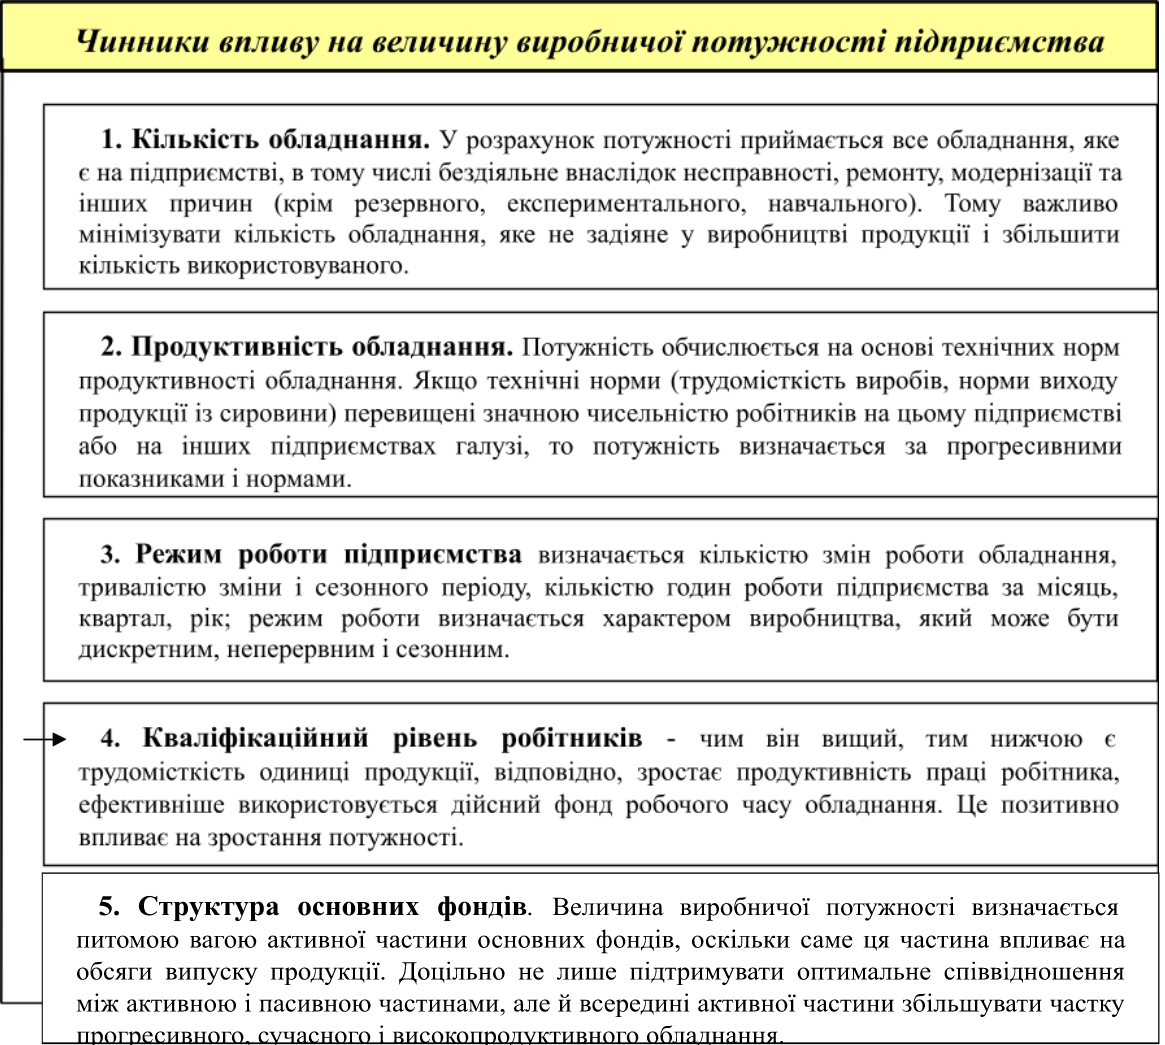 Чинники впливу на величину виробничої потужності підприємства
1. Кількість обладнання. У розрахунок потужності приймається все обладнання, яке
є на підприємстві, в тому числі бездіяльне внаслідок несправності, ремонту, модернізації та
інших причин (крім резервного, експериментального, навчального). Тому важливо
мінімізувати кількість обладнання, яке не задіяне у виробництві продукції і збільшити
кількість використовуваного.
2. Продуктивність обладнання. Потужність обчислюється на основі технічних норм
продуктивності обладнання. Якщо технічні норми (трудомісткість виробів, норми виходу
продукції із сировини) перевищені значною чисельністю робітників на цьому підприємстві
або на інших підприємствах галузі, то потужність визначається за прогресивними
показниками і нормами.
3. Режим роботи підприємства визначається кількістю змін роботи обладнання,
тривалістю зміни і сезонного періоду, кількістю годин роботи підприємства за місяць,
квартал, рік; режим роботи визначається характером виробництва, який може бути
дискретним, неперервним і сезонним.
4. Кваліфікаційний рівень робітників - чим він вищий, тим нижчою є
трудомісткість одиниці продукції, відповідно, зростає продуктивність праці робітника,
ефективніше використовується дійсний фонд робочого часу обладнання. Це позитивно
впливає на зростання потужності.
5. Структура основних фондів. Величина виробничої потужності визначається
питомою вагою активної частини основних фондів, оскільки саме ця частина впливає на
обсяги випуску продукції. Доцільно не лише підтримувати оптимальне співвідношення
між активною і пасивною частинами, але й всередині активної частини збільшувати частку
прогресивного, сучасного і високопродуктивного обладнання.